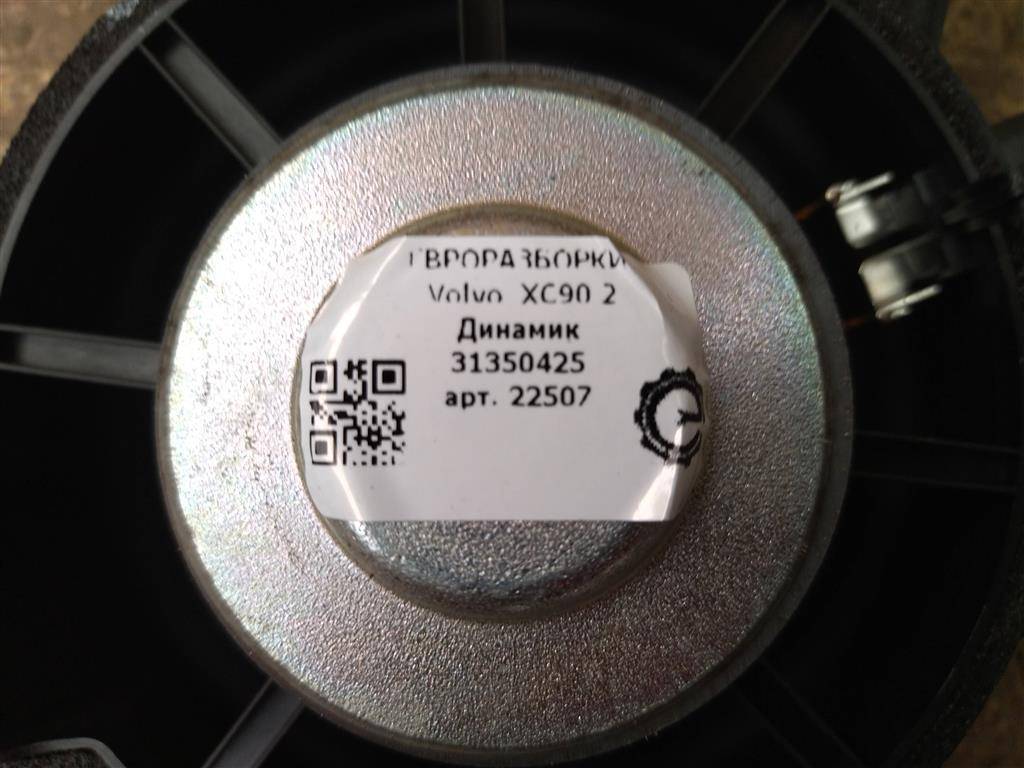 ЕВРОРАЗБОРКИ
Volvo XC90 2
Динамик
31350425
арт. 22507